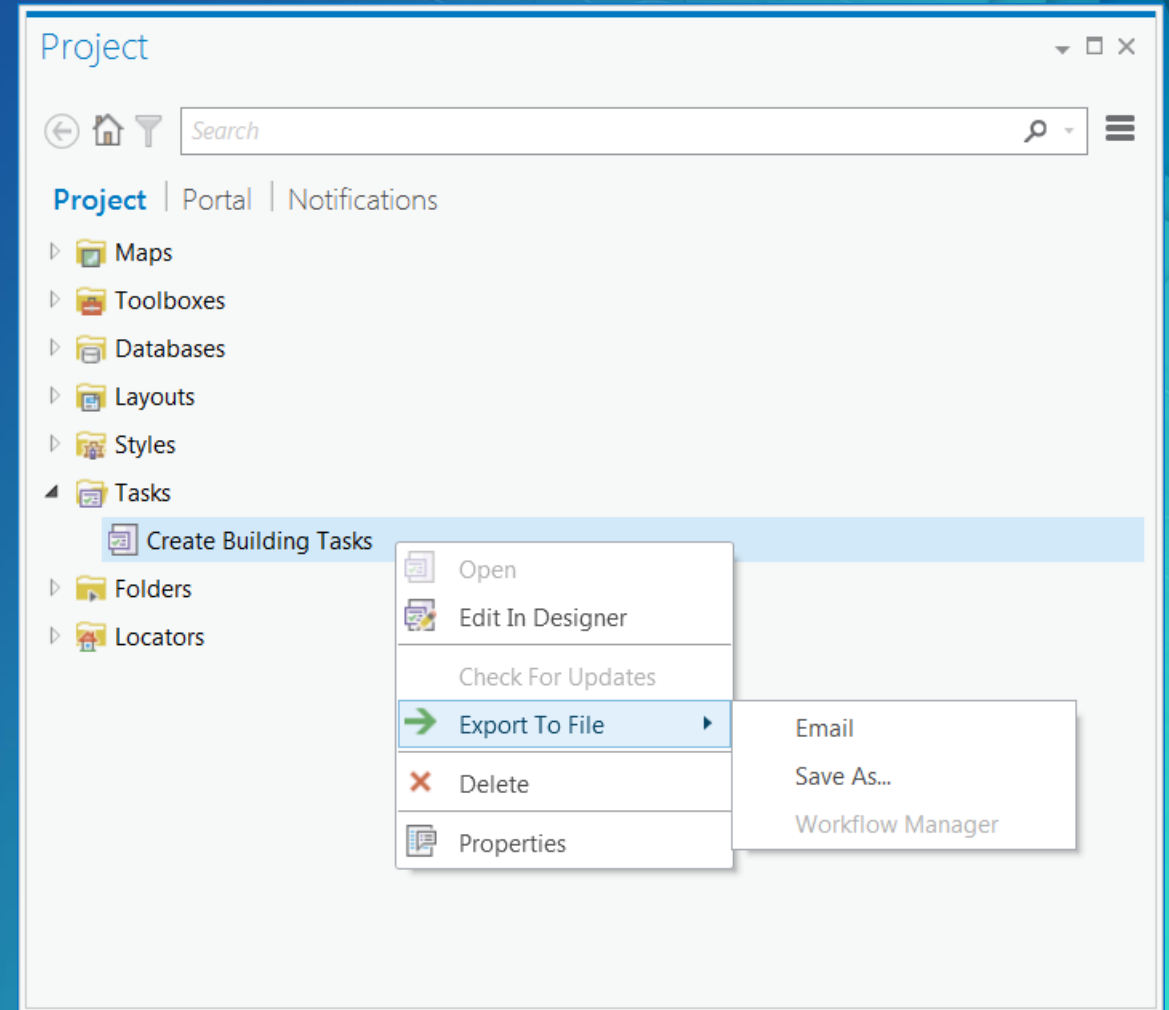 Project
Search
Project | Portal | Notifications
Maps
Toolboxes
Databases
Layouts
Styles
Tasks
Create Building Tasks
Folders
Locators
Open
Edit In Designer
Check For Updates
Export To File
Delete
Properties
Email
Save As...
Workflow Manager